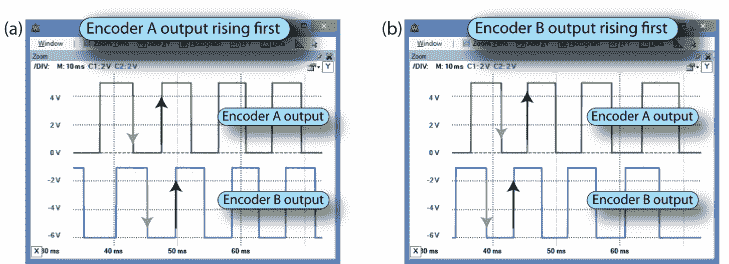 (a)
Encoder A output rising first
Window
Zoom
/DIV: M: 10 ms C1: 2 V C2: 2 V
Y
4 V
2 V
0 V
-2 V
-4 V
-6 V
Encoder A output
Encoder B output
X
30 ms
40 ms
50 ms
60 ms
(b)
Encoder B output rising first
Window
Zoom
/DIV: M: 10 ms C1: 2 V C2: 2 V
Y
4 V
2 V
0 V
-2 V
-4 V
-6 V
Encoder A output
Encoder B output
X
30 ms
40 ms
50 ms
60 ms